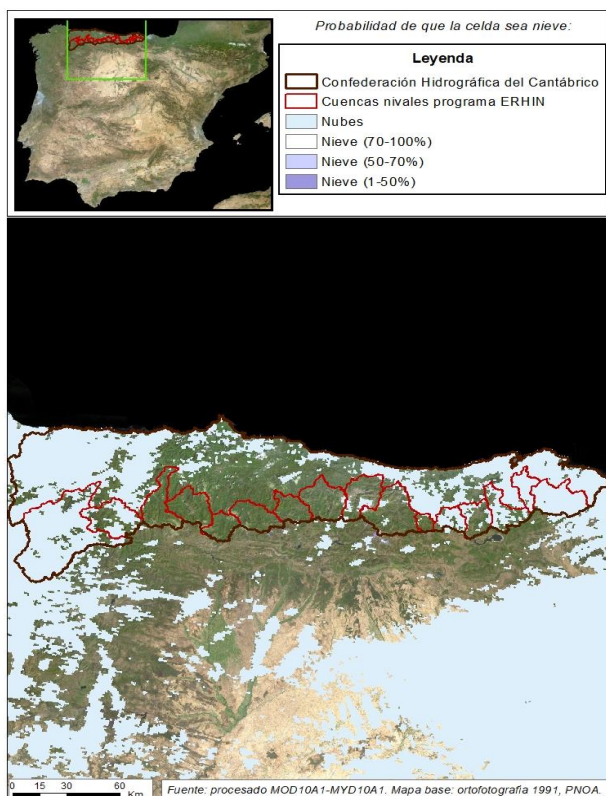 Probabilidad de que la celda sea nieve:
Leyenda
Confederación Hidrográfica del Cantábrico
Cuencas nivales programa ERHIN
Nubes
Nieve (70-100%)
Nieve (50-70%)
Nieve (1-50%)
0 15 30 60
Km
Fuente: procesado MOD10A1-MYD10A1. Mapa base: ortofotografía 1991, PNOA.